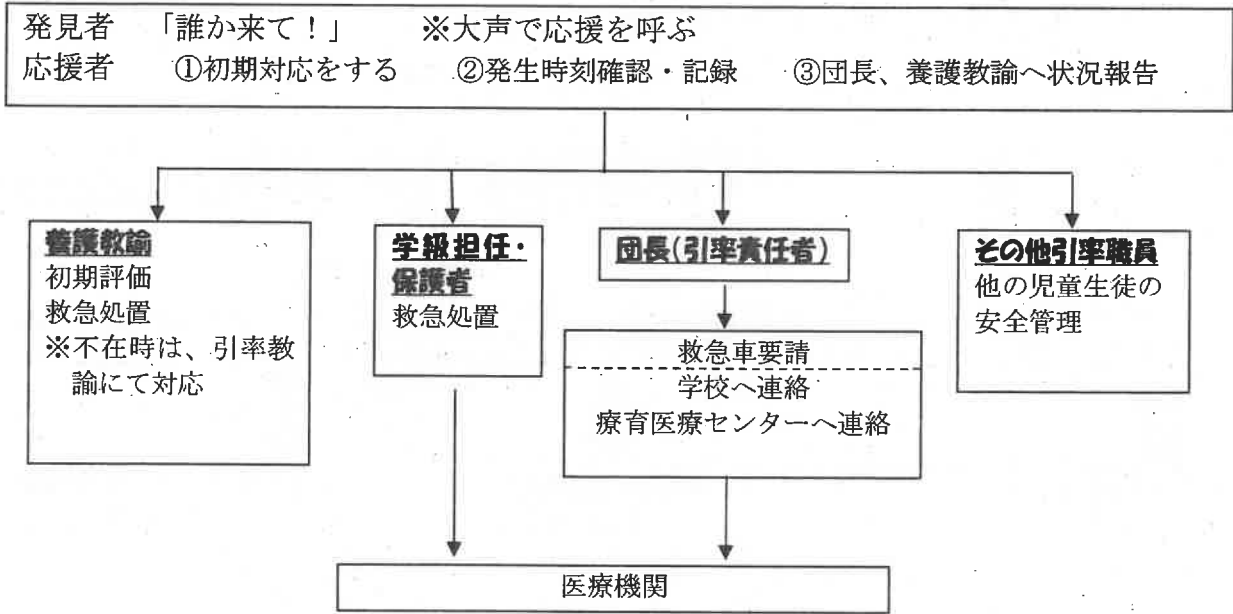 発見者　「誰か来て！」　　※大声で応援を呼ぶ
応援者　　①初期対応をする　　②発生時刻確認・記録　　③団長、養護教諭へ状況報告
養護教諭
初期評価
救急処置
※不在時は、引率教
諭にて対応
学級担任・
保護者
救急処置
団長(引率責任者)
救急車要請
学校へ連絡
療育医療センターへ連絡
その他引率職員
他の児童生徒の
安全管理
医療機関